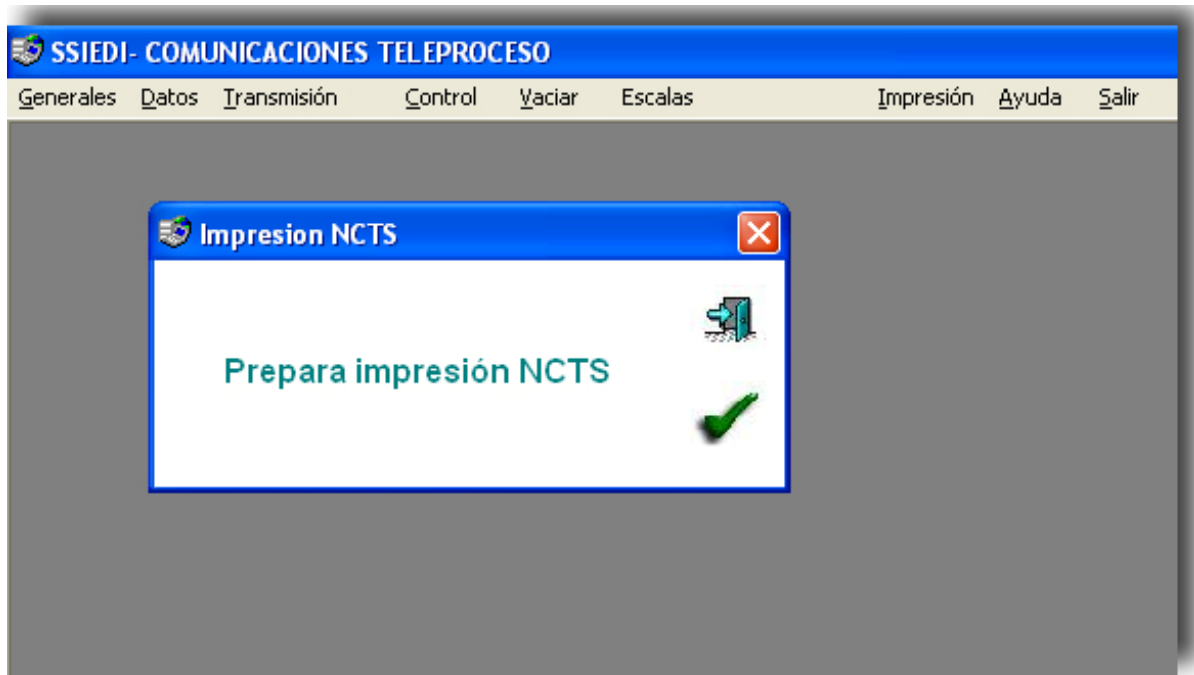 SSIEDI- COMUNICACIONES TELEPROCESO
Generales Datos Transmisión Control Vaciar Escalas Impresión Ayuda Salir
Impresion NCTS
Prepara impresión NCTS